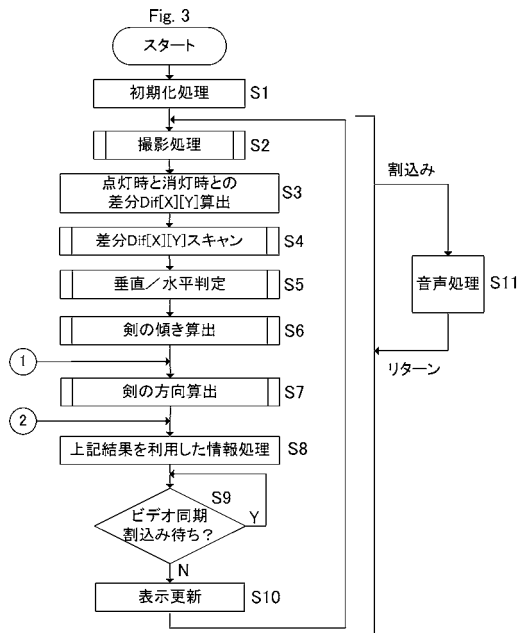 Fig. 3
スタート
初期化処理 S1
撮影処理 S2
点灯時と消灯時との
差分Dif[X][Y]算出 S3
差分Dif[X][Y]スキャン S4
垂直／水平判定 S5
剣の傾き算出 S6
1
剣の方向算出 S7
2
上記結果を利用した情報処理 S8
S9
ビデオ同期
割込み待ち？ Y
N
表示更新 S10
割込み
音声処理 S11
リターン